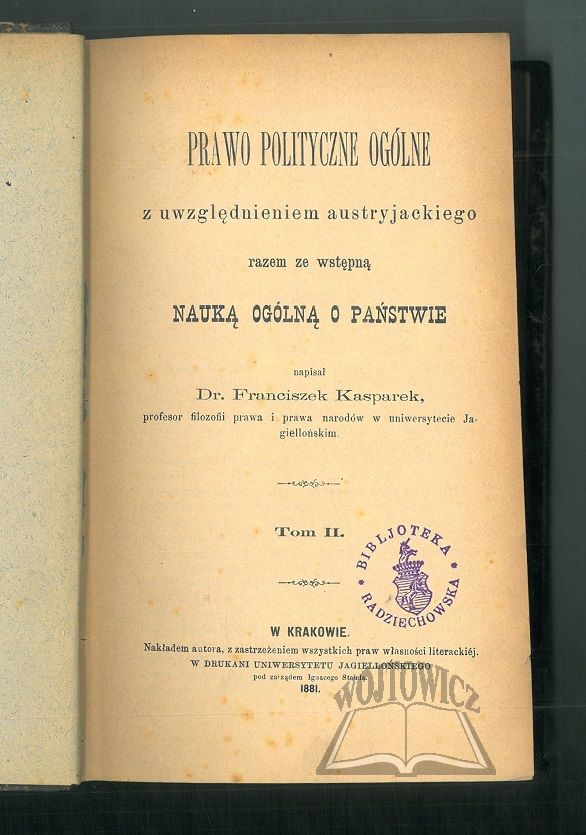 PRAWO POLITYCZNE OGÓLNE
z uwzględnieniem austryjackiego
razem ze wstępną
NAUKĄ OGÓLNĄ O PAŃSTWIE
napisał
Dr. Franciszek Kasparek,
profesor filozofii prawa i prawa narodów w uniwersytecie Ja-
giellońskim.
Tom II.
BIBLJOTEKA
RADZIECHOWSKA
W KRAKOWIE.
Nakładem autora, z zastrzeżeniem wszystkich praw własności literackiéj.
W DRUKANI UNIWERSYTETU JAGIELLOŃSKIEGO
pod zarządem Ignacego Stelcla.
1881.
WÓJTOWICZ